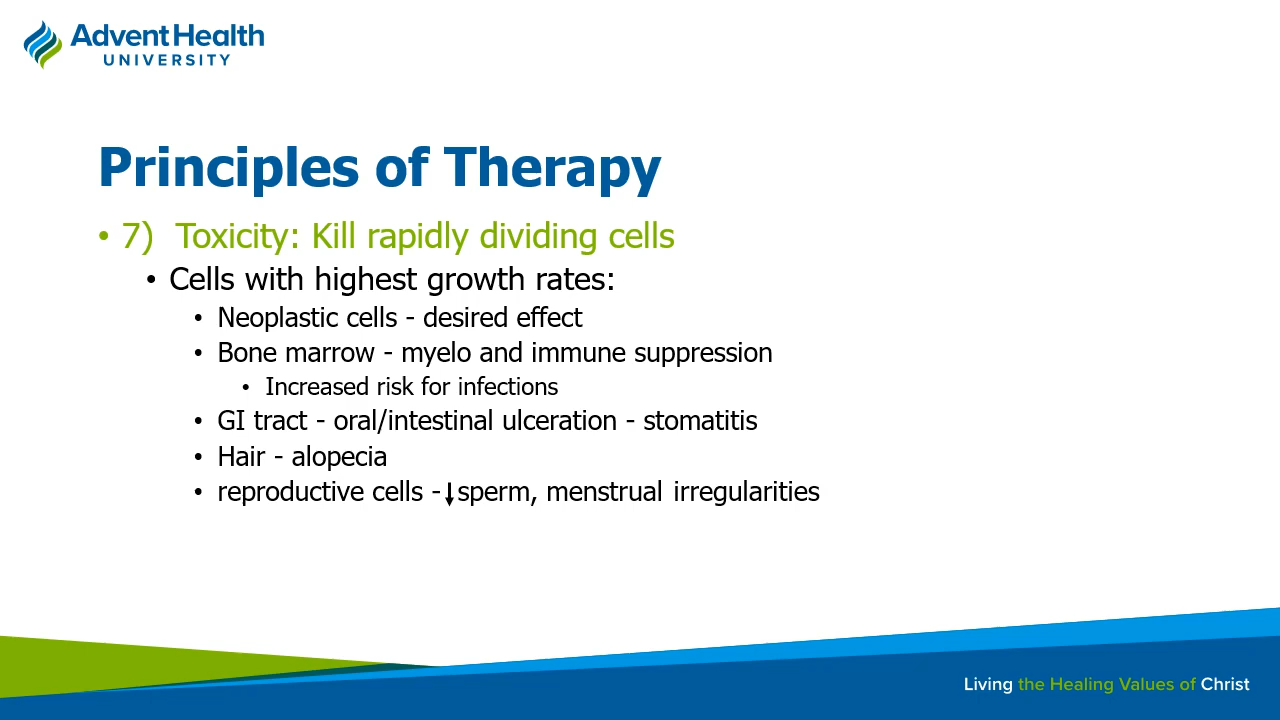 AdventHealth
UNIVERSITY
Principles of Therapy
• 7) Toxicity: Kill rapidly dividing cells
• Cells with highest growth rates:
• Neoplastic cells - desired effect
• Bone marrow - myelo and immune suppression
• Increased risk for infections
• GI tract - oral/intestinal ulceration - stomatitis
• Hair - alopecia
• reproductive cells -↓sperm, menstrual irregularities
Living the Healing Values of Christ